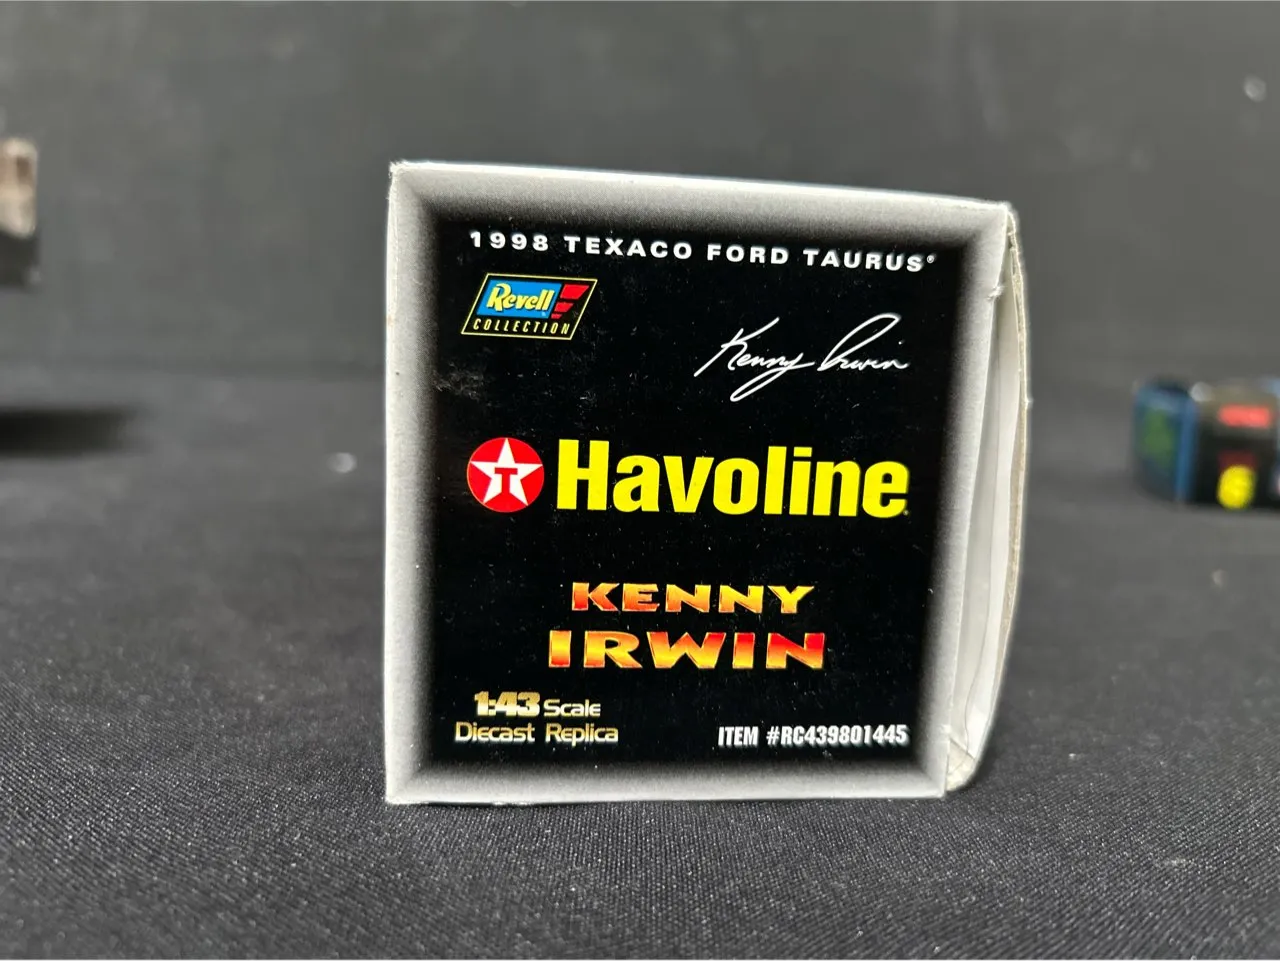 1998 TEXACO FORD TAURUS®
Revell
COLLECTION
Kenny Irwin
T Havoline
KENNY
IRWIN
1:43 Scale
Diecast Replica
ITEM #RC439801445